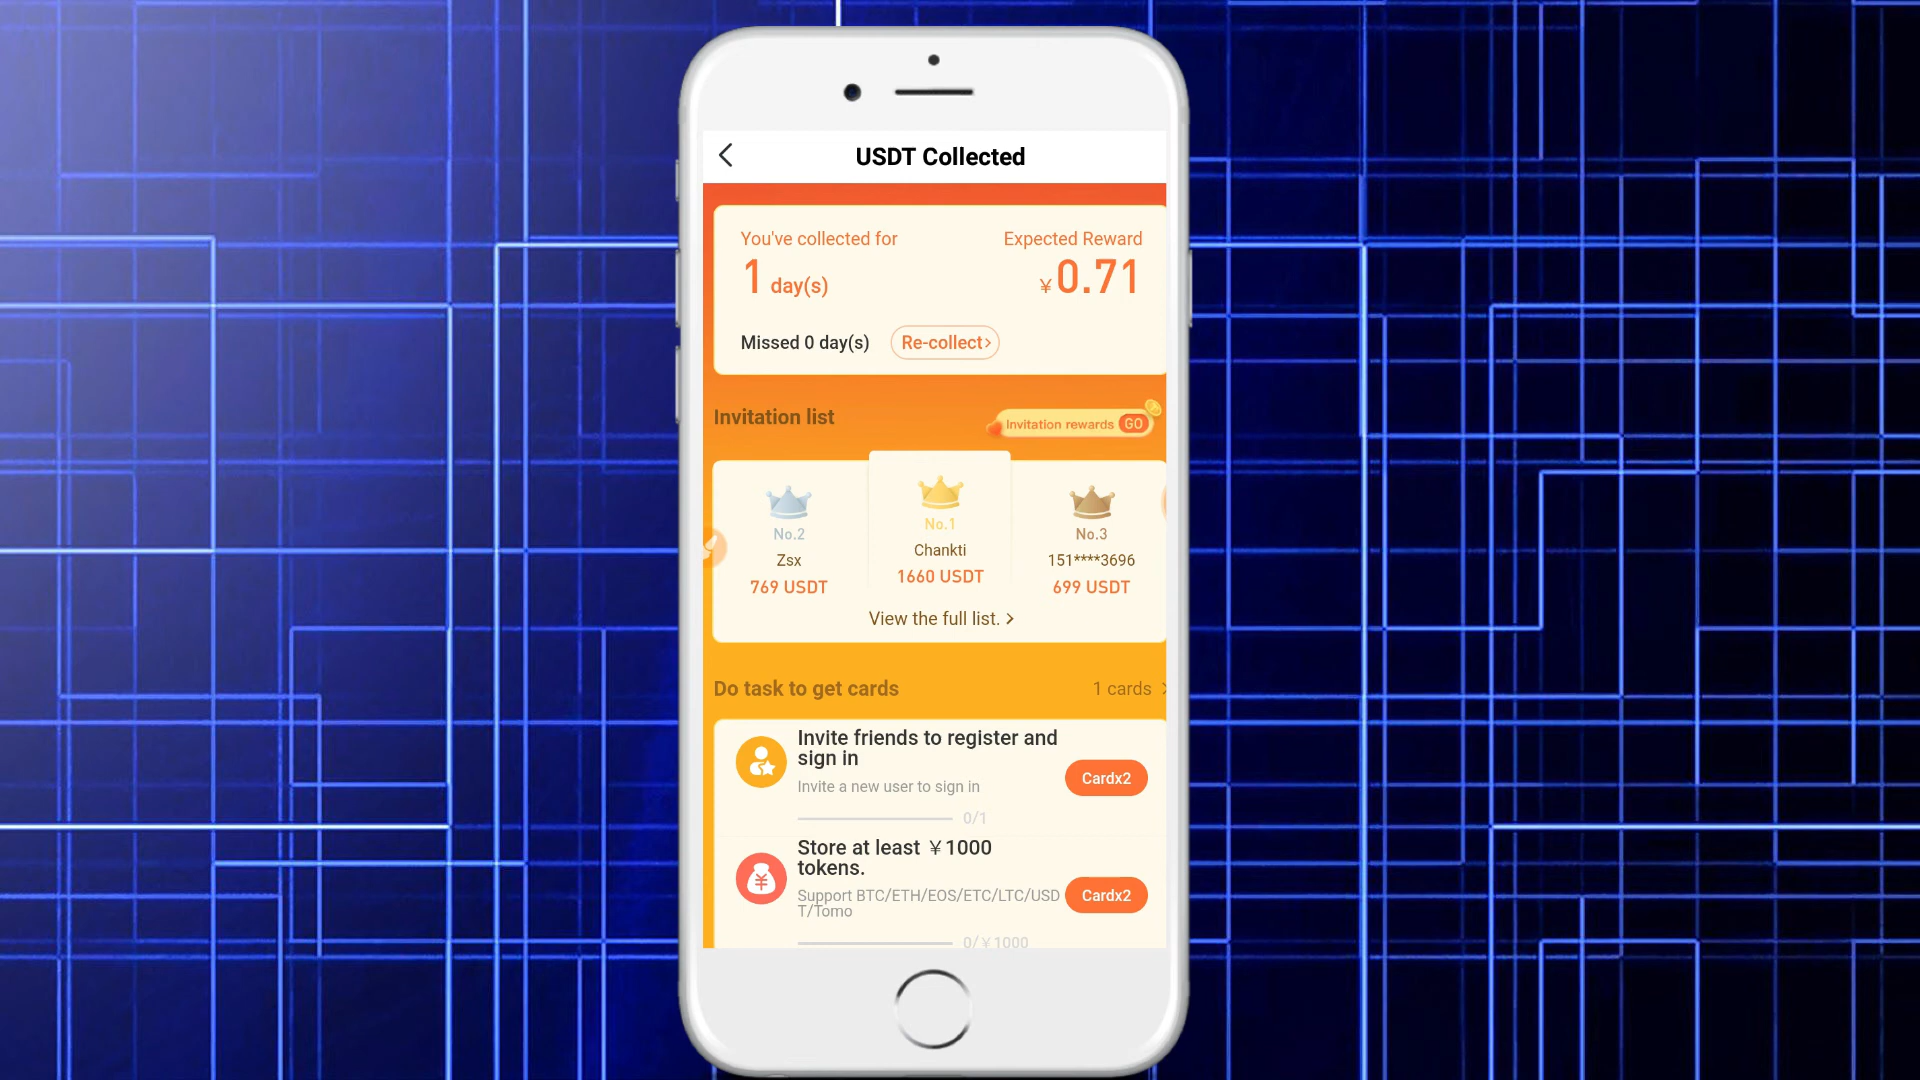 USDT Collected
You've collected for
Expected Reward
1 day(s)
¥0.71
Missed 0 day(s)
Re-collect>
Invitation list
Invitation rewards GO
No.2
No.1
No.3
Zsx
Chankti
151****3696
769 USDT
1660 USDT
699 USDT
View the full list. >
Do task to get cards
1 cards >
Invite friends to register and
sign in
Invite a new user to sign in
Cardx2
0/1
Store at least ¥1000
tokens.
Support BTC/ETH/EOS/ETC/LTC/USD
T/Tomo
Cardx2
0/¥1000